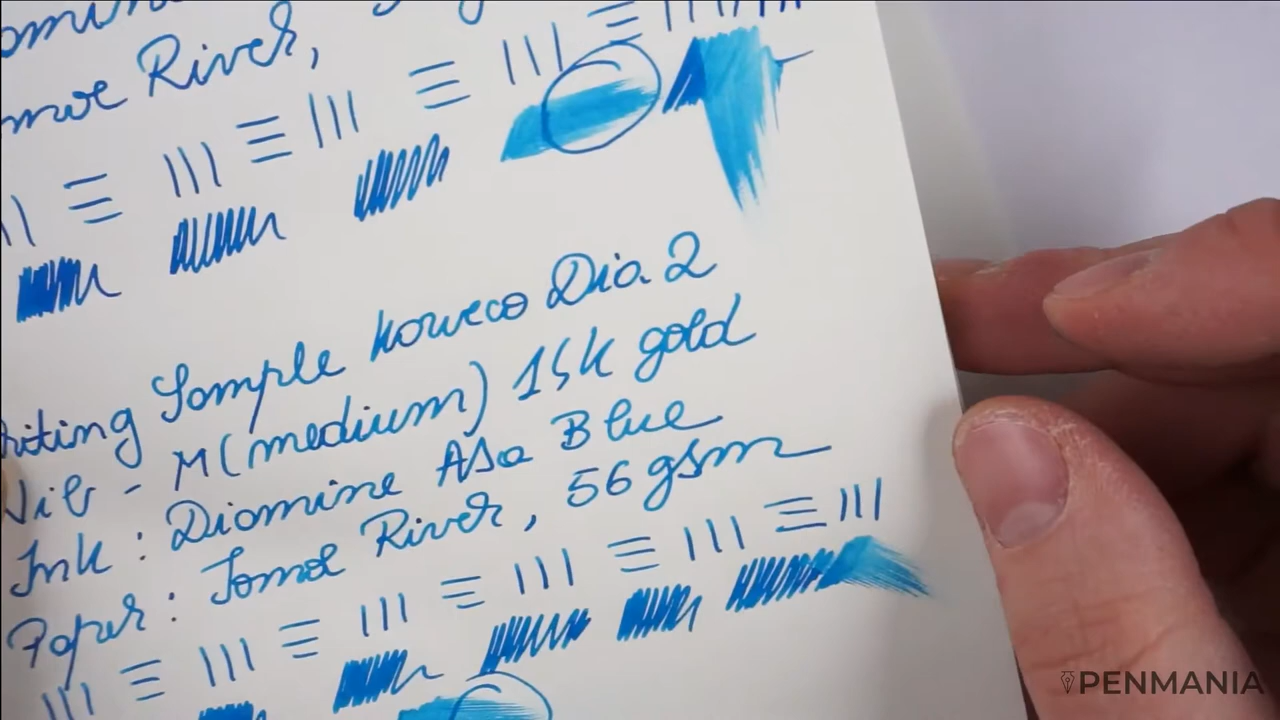 River,
Writing Sample Kaweco Dia. 2
Nib - M (medium) 14k gold
Ink : Diamine Asa Blue
Paper : Tomoe River, 56 gsm
PENMANIA